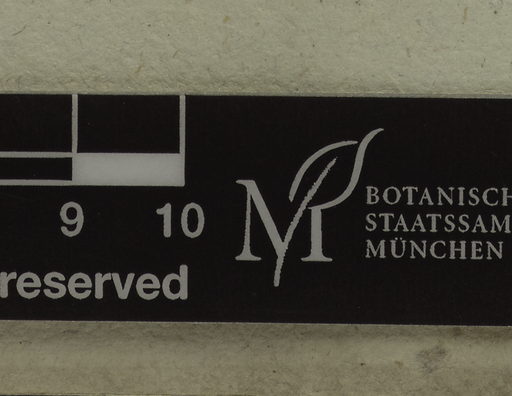 9 10
reserved
M
BOTANISCH
STAATSSAM
MÜNCHEN